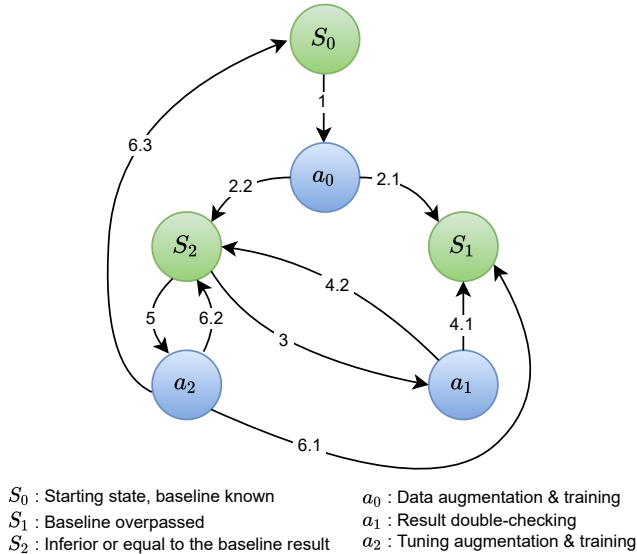 S₀
1
6.3
a₀
2.2
2.1
S₂
S₁
4.2
5
6.2
3
4.1
a₂
a₁
6.1
S₀ : Starting state, baseline known
S₁ : Baseline overpassed
S₂ : Inferior or equal to the baseline result
a₀ : Data augmentation & training
a₁ : Result double-checking
a₂ : Tuning augmentation & training